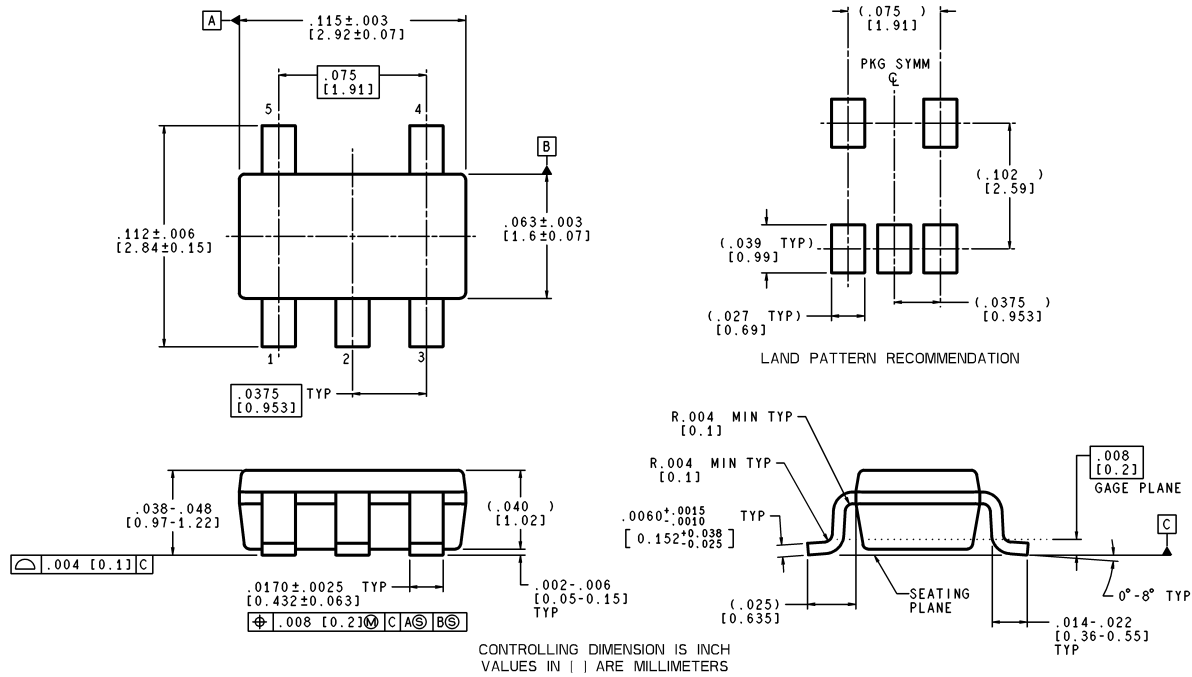 A
.115±.003
[2.92±0.07]
.075
[1.91]
5
4
B
.112±.006
[2.84±0.15]
.063±.003
[1.6±0.07]
1
2
3
.0375 TYP
[0.953]
(.075 )
[1.91]
PKG SYMM
℄
(.102 )
[2.59]
(.039 TYP)
[0.99]
(.027 TYP)
[0.69]
(.0375 )
[0.953]
LAND PATTERN RECOMMENDATION
.038-.048
[0.97-1.22]
(.040 )
[1.02]
⌓ .004 [0.1] C
.0170±.0025 TYP
[0.432±0.063]
⌖ .008 [0.2]Ⓜ C AⓈ BⓈ
.002-.006
[0.05-0.15]
TYP
R.004 MIN TYP
[0.1]
R.004 MIN TYP
[0.1]
.0060+.0015 -.0010 TYP
[0.152+0.038 -0.025]
.008
[0.2]
GAGE PLANE
C
SEATING
PLANE
0°-8° TYP
(.025)
[0.635]
.014-.022
[0.36-0.55]
TYP
CONTROLLING DIMENSION IS INCH
VALUES IN [ ] ARE MILLIMETERS